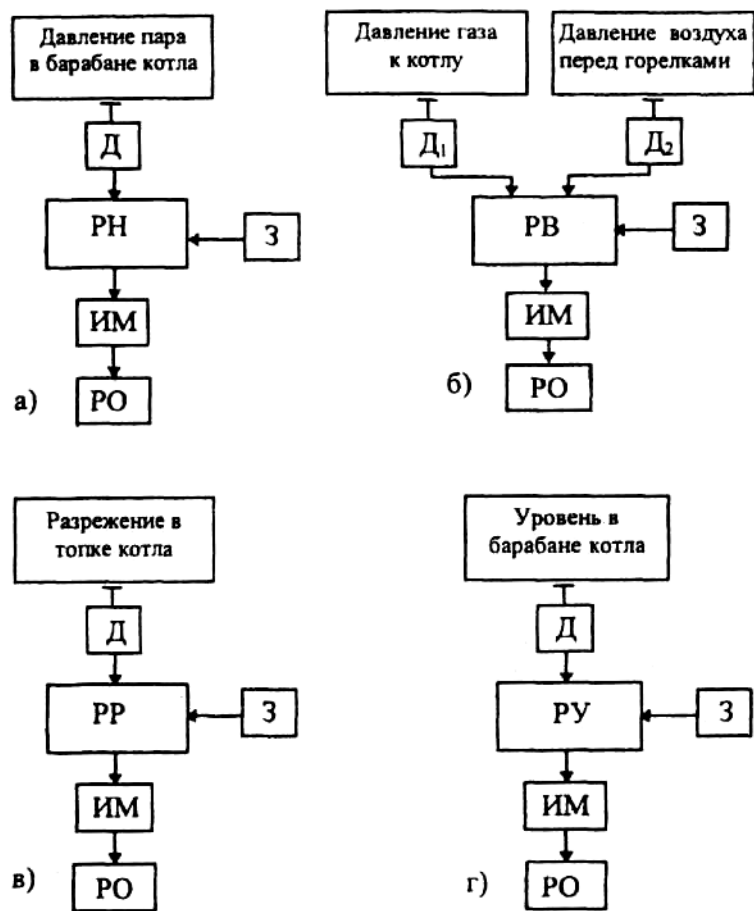 Давление пара
в барабане котла
Д
РН
З
ИМ
РО
а)
Давление газа
к котлу
Давление воздуха
перед горелками
Д₁
Д₂
РВ
З
ИМ
РО
б)
Разрежение в
топке котла
Д
РР
З
ИМ
РО
в)
Уровень в
барабане котла
Д
РУ
З
ИМ
РО
г)